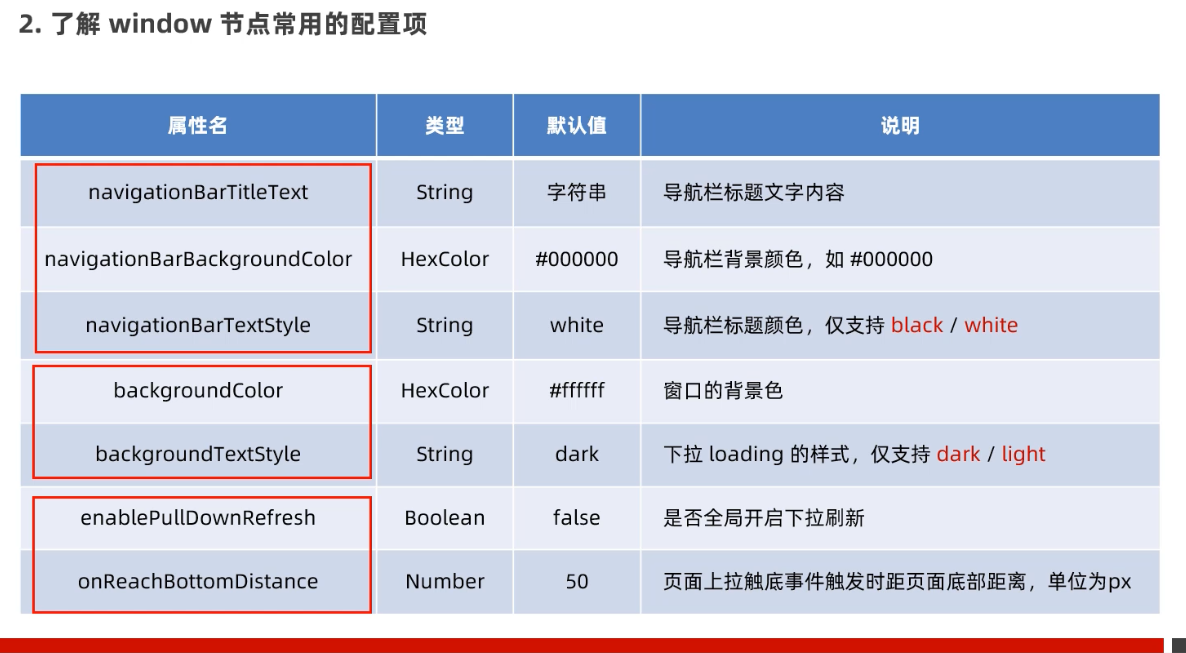 2. 了解 window 节点常用的配置项
属性名 类型 默认值 说明
navigationBarTitleText String 字符串 导航栏标题文字内容
navigationBarBackgroundColor HexColor #000000 导航栏背景颜色，如 #000000
navigationBarTextStyle String white 导航栏标题颜色，仅支持 black / white
backgroundColor HexColor #ffffff 窗口的背景色
backgroundTextStyle String dark 下拉 loading 的样式，仅支持 dark / light
enablePullDownRefresh Boolean false 是否全局开启下拉刷新
onReachBottomDistance Number 50 页面上拉触底事件触发时距页面底部距离，单位为px